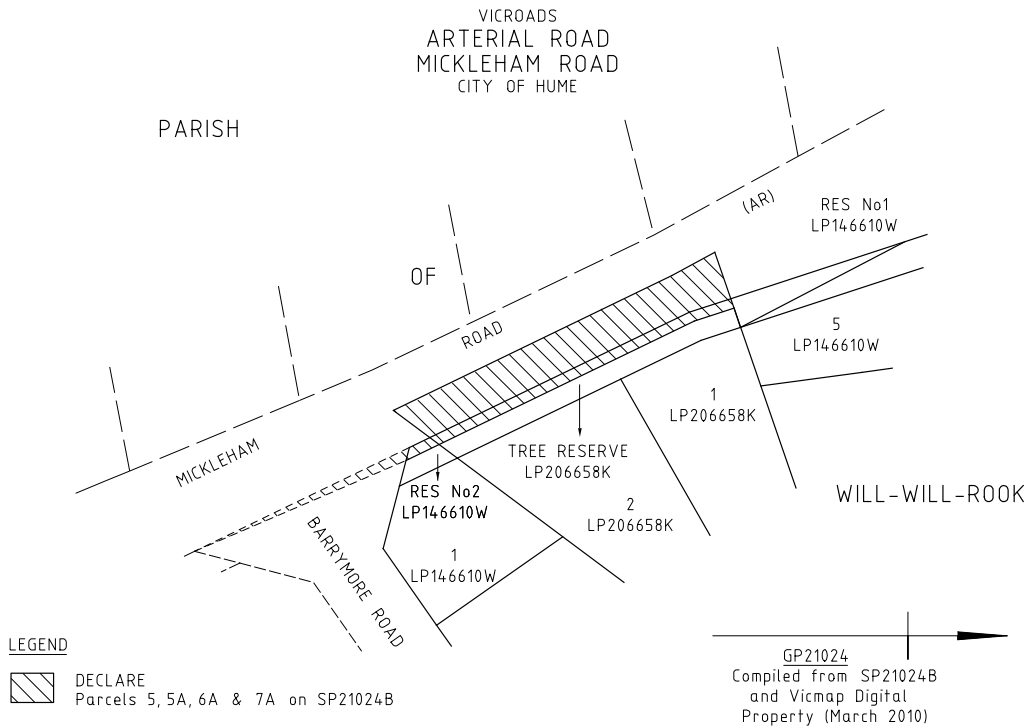 VICROADS
ARTERIAL ROAD
MICKLEHAM ROAD
CITY OF HUME
PARISH
(AR)
RES No1
LP146610W
OF
ROAD
5
LP146610W
1
LP206658K
MICKLEHAM
TREE RESERVE
LP206658K
RES No2
LP146610W
WILL-WILL-ROOK
2
LP206658K
BARRYMORE ROAD
1
LP146610W
LEGEND
DECLARE
Parcels 5, 5A, 6A & 7A on SP21024B
GP21024
Compiled from SP21024B
and Vicmap Digital
Property (March 2010)